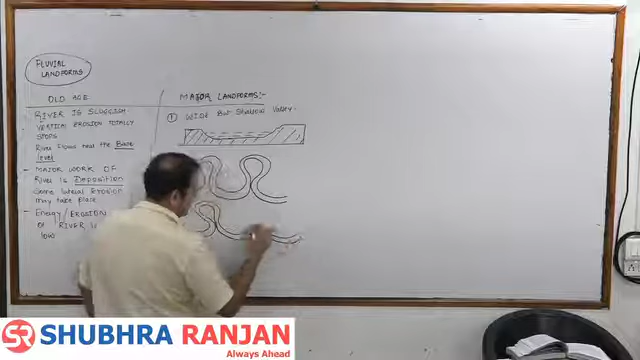 FLUVIAL
LANDFORMS
OLD AGE
RIVER IS SLUGGISH
VERTICAL EROSION TOTALLY
STOPS
River flows near the Base
level
- MAJOR WORK OF
River is Deposition
Some lateral Erosion
may take place
- Energy/EROSION
of RIVER is
low
MAJOR LANDFORMS:-
① WIDE But Shallow Valley
SR SHUBHRA RANJAN
Always Ahead